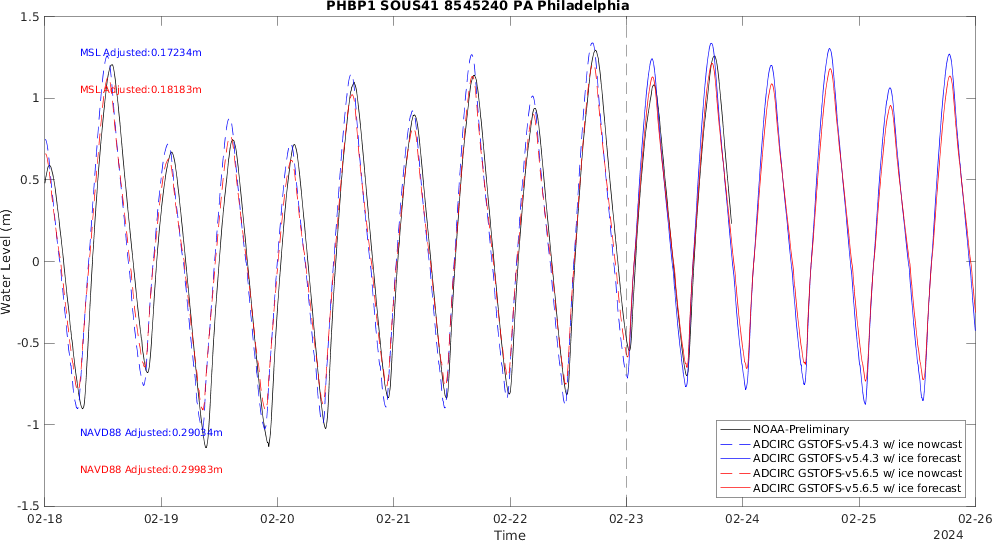 PHBP1 SOUS41 8545240 PA Philadelphia
1.5
1
0.5
0
-0.5
-1
-1.5
Water Level (m)
MSL Adjusted:0.17234m
MSL Adjusted:0.18183m
NAVD88 Adjusted:0.29034m
NAVD88 Adjusted:0.29983m
NOAA-Preliminary
ADCIRC GSTOFS-v5.4.3 w/ ice nowcast
ADCIRC GSTOFS-v5.4.3 w/ ice forecast
ADCIRC GSTOFS-v5.6.5 w/ ice nowcast
ADCIRC GSTOFS-v5.6.5 w/ ice forecast
02-18 02-19 02-20 02-21 02-22 02-23 02-24 02-25 02-26
Time
2024